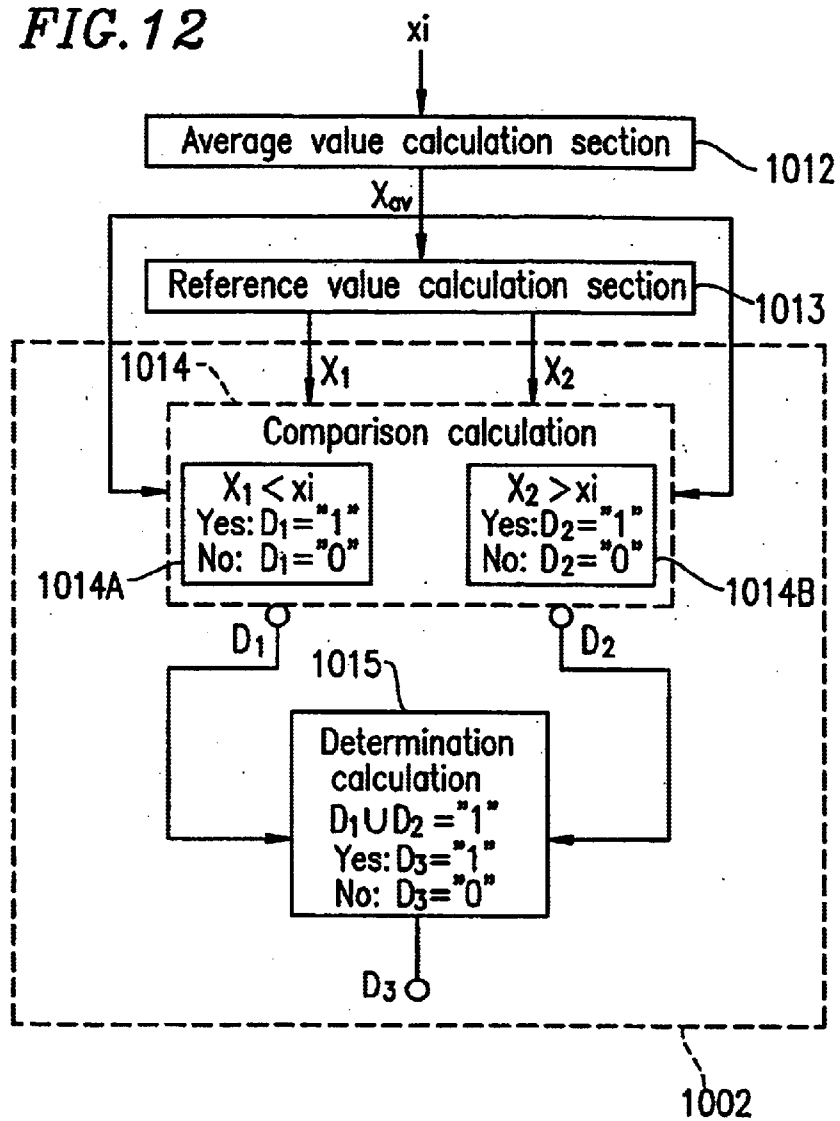 FIG.12
xi
Average value calculation section
1012
Xav
Reference value calculation section
1013
1014
X1
X2
Comparison calculation
X1 < xi
Yes: D1="1"
No: D1="0"
X2 > xi
Yes: D2="1"
No: D2="0"
1014A
1014B
D1
D2
1015
Determination
calculation
D1∪D2="1"
Yes: D3="1"
No: D3="0"
D3
1002